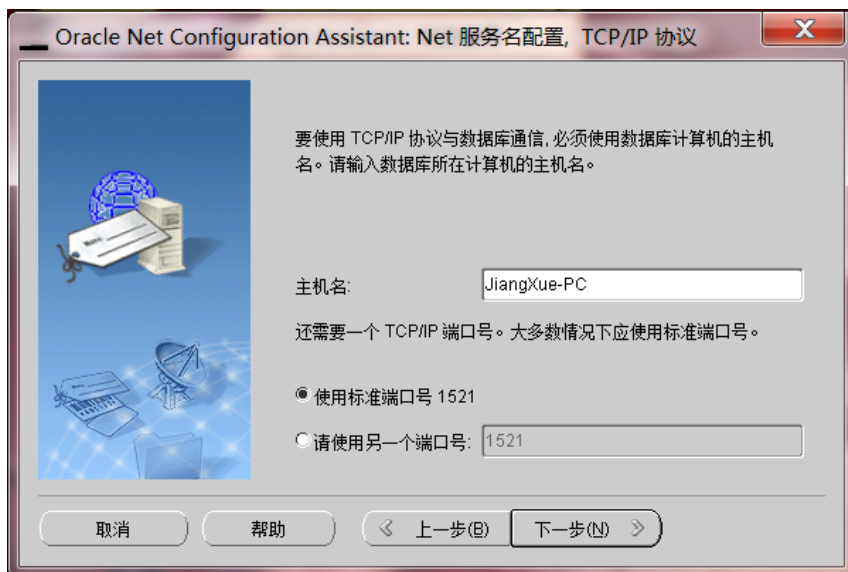 Oracle Net Configuration Assistant: Net 服务名配置, TCP/IP 协议
要使用 TCP/IP 协议与数据库通信, 必须使用数据库计算机的主机
名。请输入数据库所在计算机的主机名。
主机名: JiangXue-PC
还需要一个 TCP/IP 端口号。大多数情况下应使用标准端口号。
使用标准端口号 1521
请使用另一个端口号: 1521
取消 帮助 上一步(B) 下一步(N)